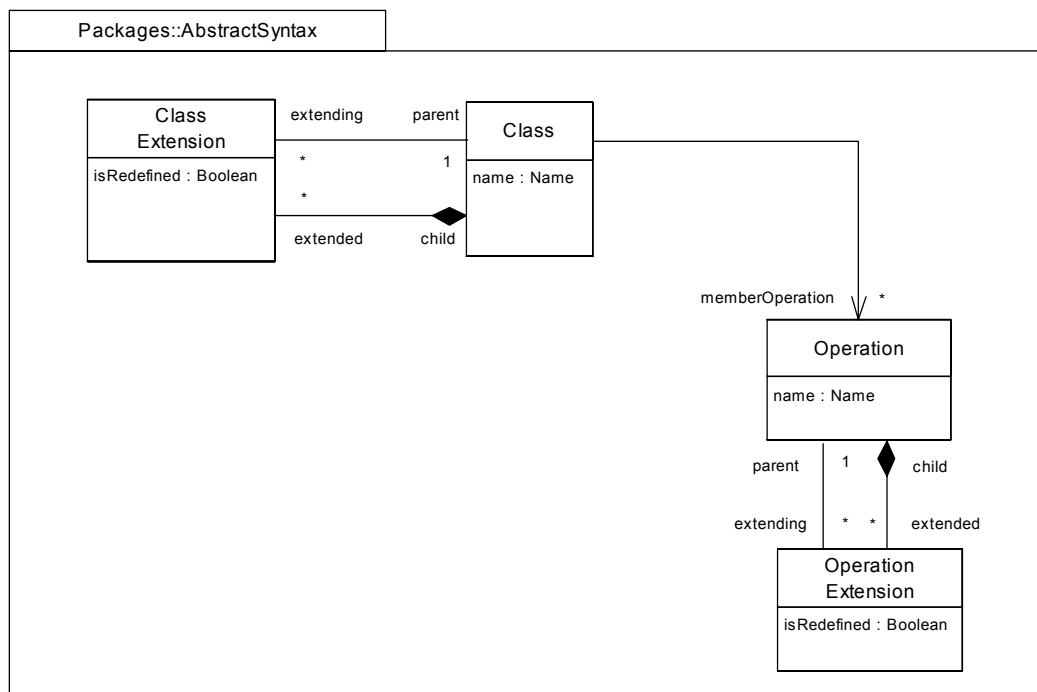 Packages::AbstractSyntax
Class
Extension
isRedefined : Boolean
extending
parent
*
1
*
extended
child
Class
name : Name
memberOperation
*
Operation
name : Name
parent
1
child
extending
*
*
extended
Operation
Extension
isRedefined : Boolean